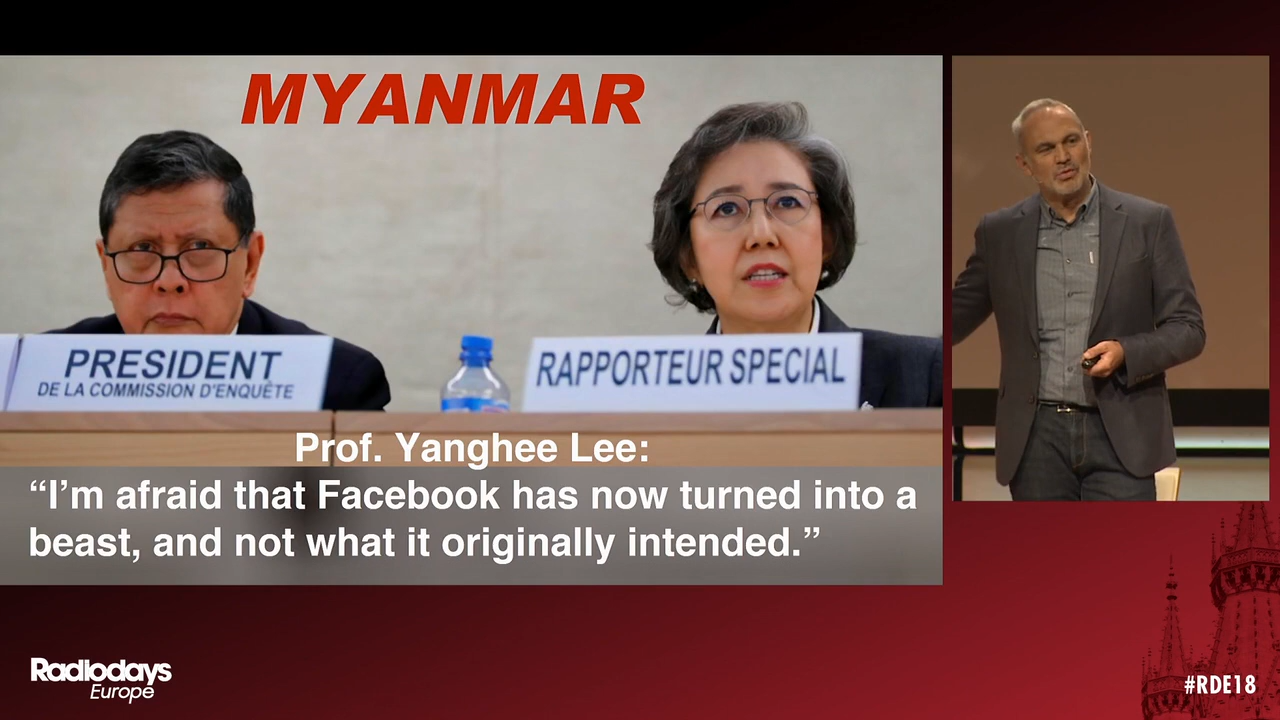 MYANMAR
PRESIDENT
DE LA COMMISSION D'ENQUÊTE
RAPPORTEUR SPECIAL
Prof. Yanghee Lee:
“I’m afraid that Facebook has now turned into a
beast, and not what it originally intended.”
Radiodays
Europe
#RDE18